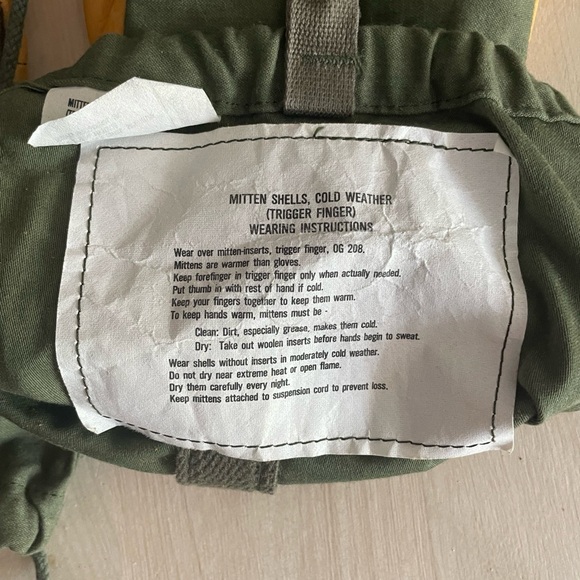 MITTEN SHELLS, COLD WEATHER
(TRIGGER FINGER)
WEARING INSTRUCTIONS
Wear over mitten-inserts, trigger finger, OG 208.
Mittens are warmer than gloves.
Keep forefinger in trigger finger only when actually needed.
Put thumb in with rest of hand if cold.
Keep your fingers together to keep them warm.
To keep hands warm, mittens must be -
Clean: Dirt, especially grease, makes them cold.
Dry: Take out woolen inserts before hands begin to sweat.
Wear shells without inserts in moderately cold weather.
Do not dry near extreme heat or open flame.
Dry them carefully every night.
Keep mittens attached to suspension cord to prevent loss.